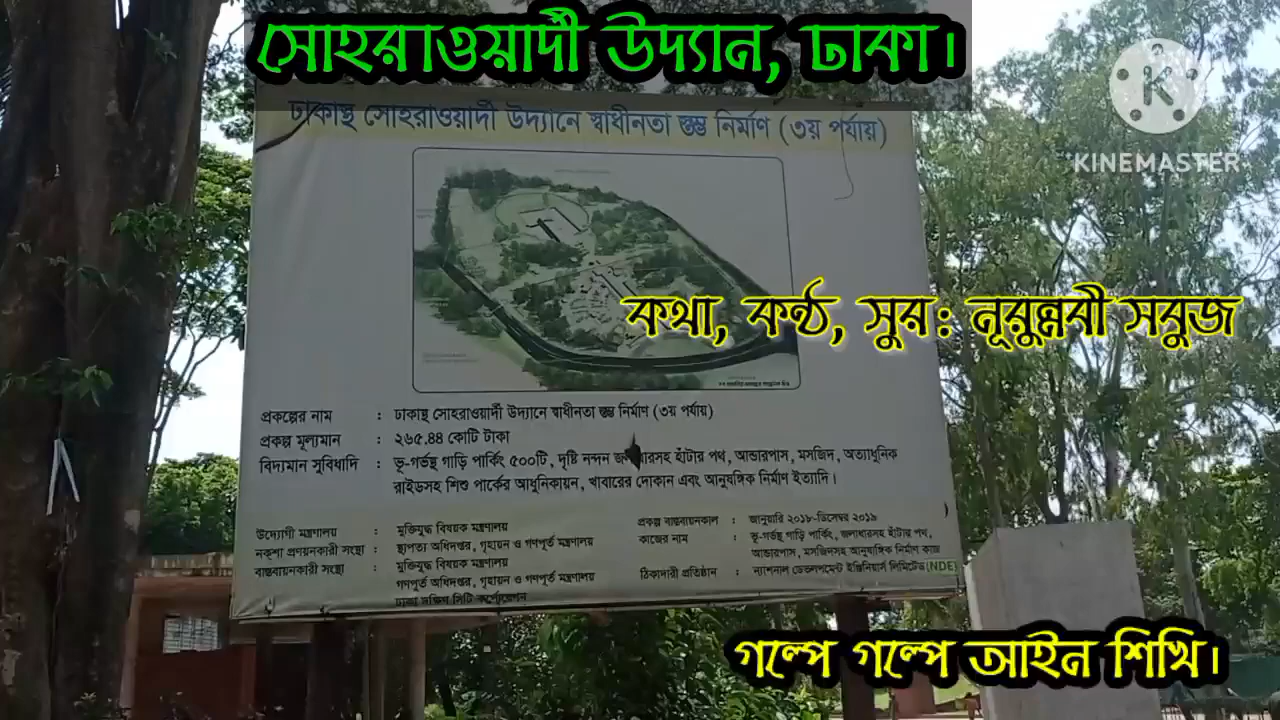 সোহরাওয়ার্দী উদ্যান, ঢাকা।
ঢাকাস্থ সোহরাওয়ার্দী উদ্যানে স্বাধীনতা স্তম্ভ নির্মাণ (৩য় পর্যায়)
KINEMASTER
কথা, কন্ঠ, সুর: নূরুন্নবী সবুজ
প্রকল্পের নাম : ঢাকাস্থ সোহরাওয়ার্দী উদ্যানে স্বাধীনতা স্তম্ভ নির্মাণ (৩য় পর্যায়)
প্রকল্প মূল্যমান : ২৬৫.৪৪ কোটি টাকা
বিদ্যমান সুবিধাদি : ভূ-গর্ভস্থ গাড়ি পার্কিং ৫০০টি, দৃষ্টি নন্দন জলাধারসহ হাঁটার পথ, আন্ডারপাস, মসজিদ, অত্যাধুনিক
রাইডসহ শিশু পার্কের আধুনিকায়ন, খাবারের দোকান এবং আনুষঙ্গিক নির্মাণ ইত্যাদি।
উদ্যোগী মন্ত্রণালয় : মুক্তিযুদ্ধ বিষয়ক মন্ত্রণালয়
নকশা প্রণয়নকারী সংস্থা : স্থাপত্য অধিদপ্তর, গৃহায়ন ও গণপূর্ত মন্ত্রণালয়
বাস্তবায়নকারী সংস্থা : মুক্তিযুদ্ধ বিষয়ক মন্ত্রণালয়
গণপূর্ত অধিদপ্তর, গৃহায়ন ও গণপূর্ত মন্ত্রণালয়
ঢাকা দক্ষিণ সিটি কর্পোরেশন
প্রকল্প বাস্তবায়নকাল : জানুয়ারি ২০১৮-ডিসেম্বর ২০১৯
কাজের নাম : ভূ-গর্ভস্থ গাড়ি পার্কিং, জলাধারসহ হাঁটার পথ,
আন্ডারপাস, মসজিদসহ আনুষাঙ্গিক নির্মাণ কাজ
ঠিকাদারী প্রতিষ্ঠান : ন্যাশনাল ডেভলপমেন্ট ইঞ্জিনিয়ার্স লিমিটেড (NDE)
গল্পে গল্পে আইন শিখি।